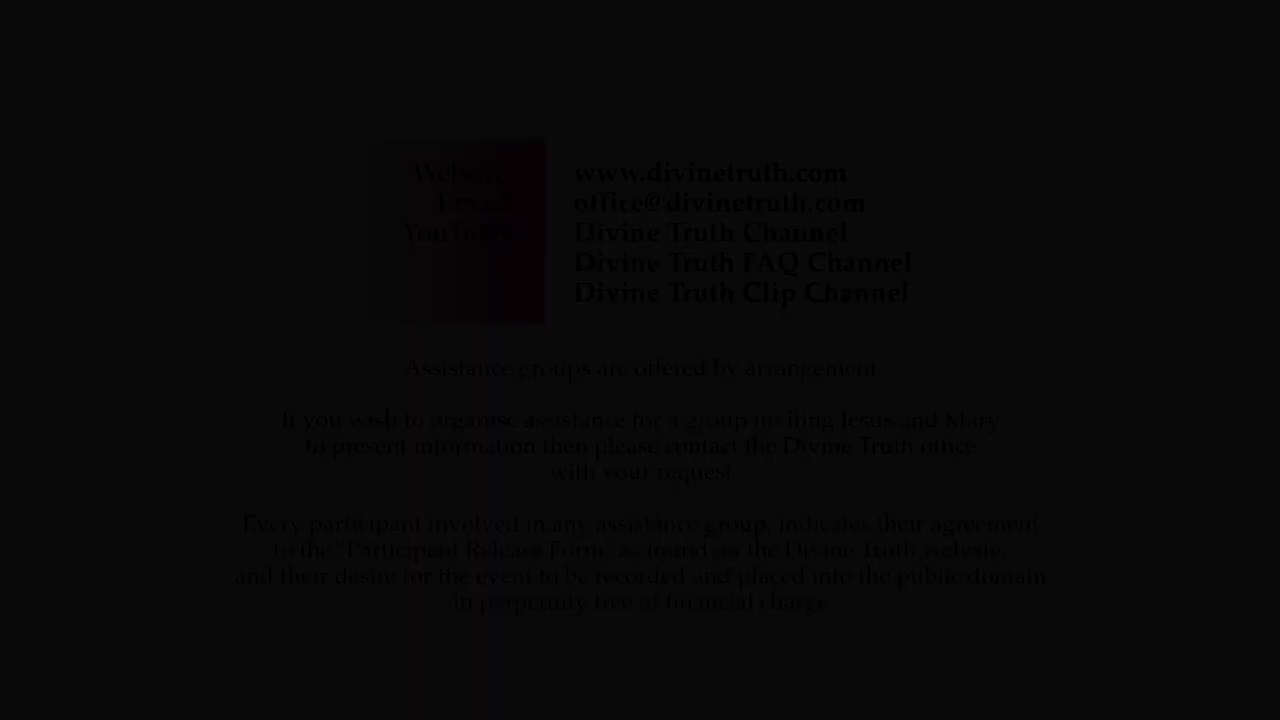 Website www.divinetruth.com
Email office@divinetruth.com
YouTube Divine Truth Channel
Divine Truth FAQ Channel
Divine Truth Clip Channel
Assistance groups are offered by arrangement
If you wish to organise assistance for a group inviting Jesus and Mary
to present information then please contact the Divine Truth office
with your request
Every participant involved in any assistance group, indicates their agreement
to the "Participant Release Form" as found on the Divine Truth website,
and their desire for the event to be recorded and placed into the public domain
in perpetuity free of financial charge